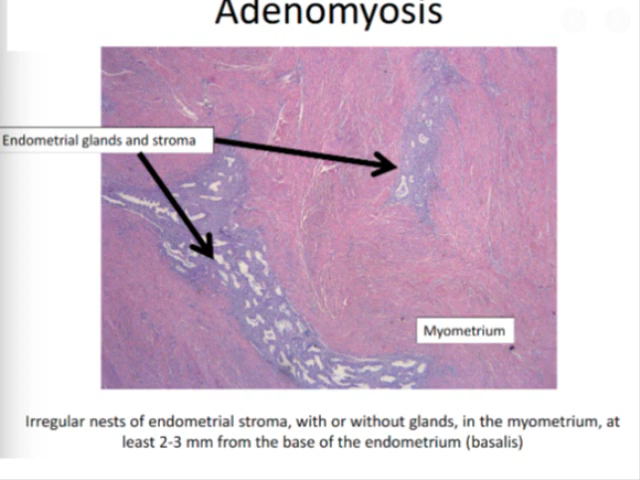 Adenomyosis
Endometrial glands and stroma
Myometrium
Irregular nests of endometrial stroma, with or without glands, in the myometrium, at
least 2-3 mm from the base of the endometrium (basalis)